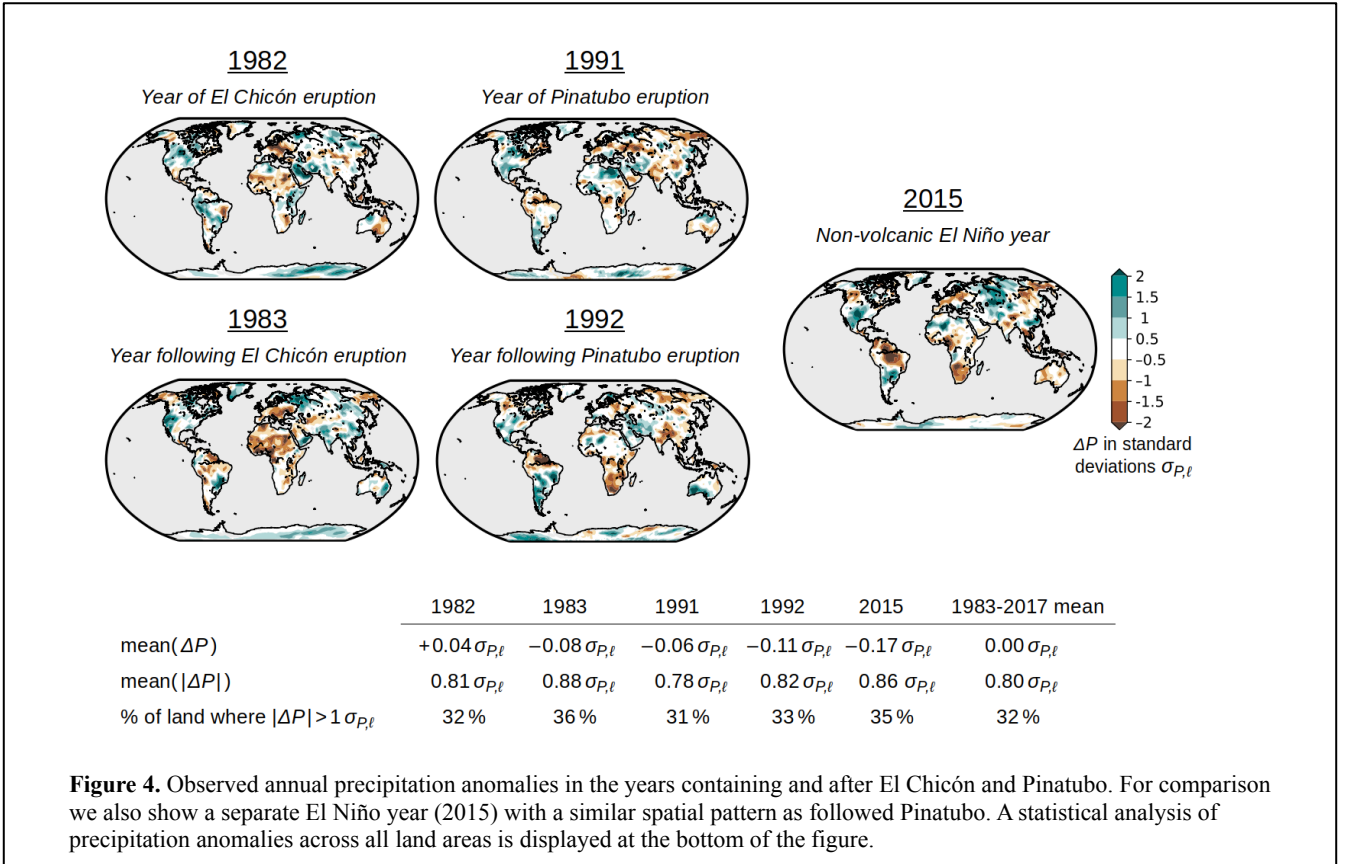 1982
Year of El Chicón eruption
1991
Year of Pinatubo eruption
1983
Year following El Chicón eruption
1992
Year following Pinatubo eruption
2015
Non-volcanic El Niño year
2
1.5
1
0.5
−0.5
−1
−1.5
−2
ΔP in standard
deviations σP,ℓ
1982 1983 1991 1992 2015 1983-2017 mean
mean(ΔP) +0.04 σP,ℓ −0.08 σP,ℓ −0.06 σP,ℓ −0.11 σP,ℓ −0.17 σP,ℓ 0.00 σP,ℓ
mean(|ΔP|) 0.81 σP,ℓ 0.88 σP,ℓ 0.78 σP,ℓ 0.82 σP,ℓ 0.86 σP,ℓ 0.80 σP,ℓ
% of land where |ΔP| > 1 σP,ℓ 32 % 36 % 31 % 33 % 35 % 32 %
Figure 4. Observed annual precipitation anomalies in the years containing and after El Chicón and Pinatubo. For comparison
we also show a separate El Niño year (2015) with a similar spatial pattern as followed Pinatubo. A statistical analysis of
precipitation anomalies across all land areas is displayed at the bottom of the figure.